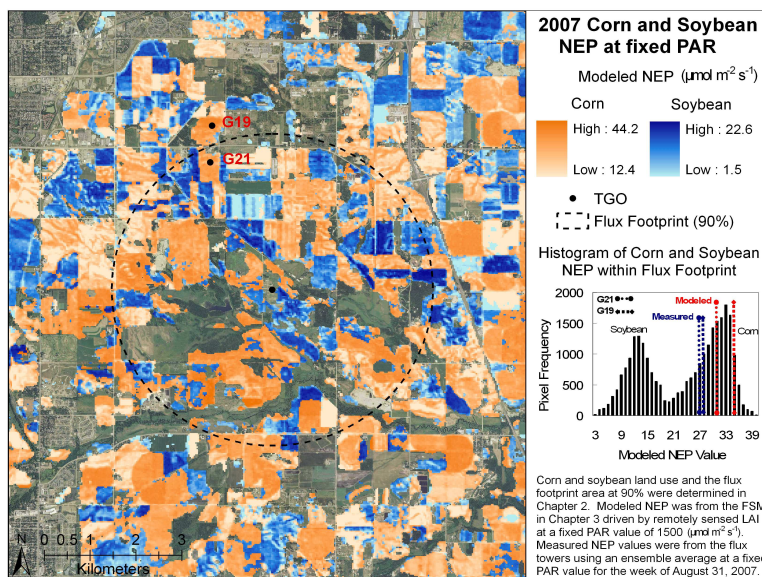 2007 Corn and Soybean
NEP at fixed PAR
Modeled NEP (µmol m-2 s-1)
Corn
Soybean
High : 44.2
High : 22.6
Low : 12.4
Low : 1.5
TGO
Flux Footprint (90%)
G19
G21
N
0 0.5 1 2 3
Kilometers
Histogram of Corn and Soybean
NEP within Flux Footprint
G21
G19
Modeled
Measured
Soybean
Corn
Pixel Frequency
2000
1500
1000
500
0
3 9 15 21 27 33 39
Modeled NEP Value
Corn and soybean land use and the flux
footprint area at 90% were determined in
Chapter 2. Modeled NEP was from the FSM
in Chapter 3 driven by remotely sensed LAI
at a fixed PAR value of 1500 (µmol m-2 s-1).
Measured NEP values were from the flux
towers using an ensemble average at a fixed
PAR value for the week of August 31, 2007.